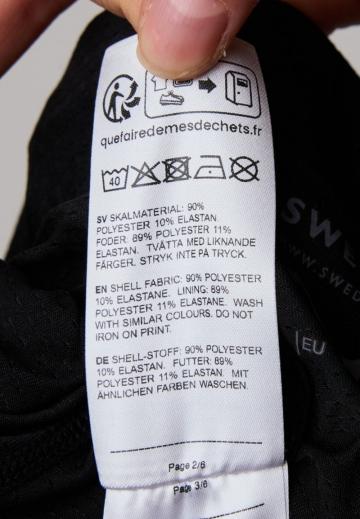 quefairedemesdechets.fr
40
SV SKALMATERIAL: 90%
POLYESTER 10% ELASTAN.
FODER: 89% POLYESTER 11%
ELASTAN. TVÄTTA MED LIKNANDE
FÄRGER. STRYK INTE PÅ TRYCK.
EN SHELL FABRIC: 90% POLYESTER
10% ELASTANE. LINING: 89%
POLYESTER 11% ELASTANE. WASH
WITH SIMILAR COLOURS. DO NOT
IRON ON PRINT.
DE SHELL-STOFF: 90% POLYESTER
10% ELASTAN. FUTTER: 89%
POLYESTER 11% ELASTAN. MIT
ÄHNLICHEN FARBEN WASCHEN.
Page 2/6
Page 3/6
EU